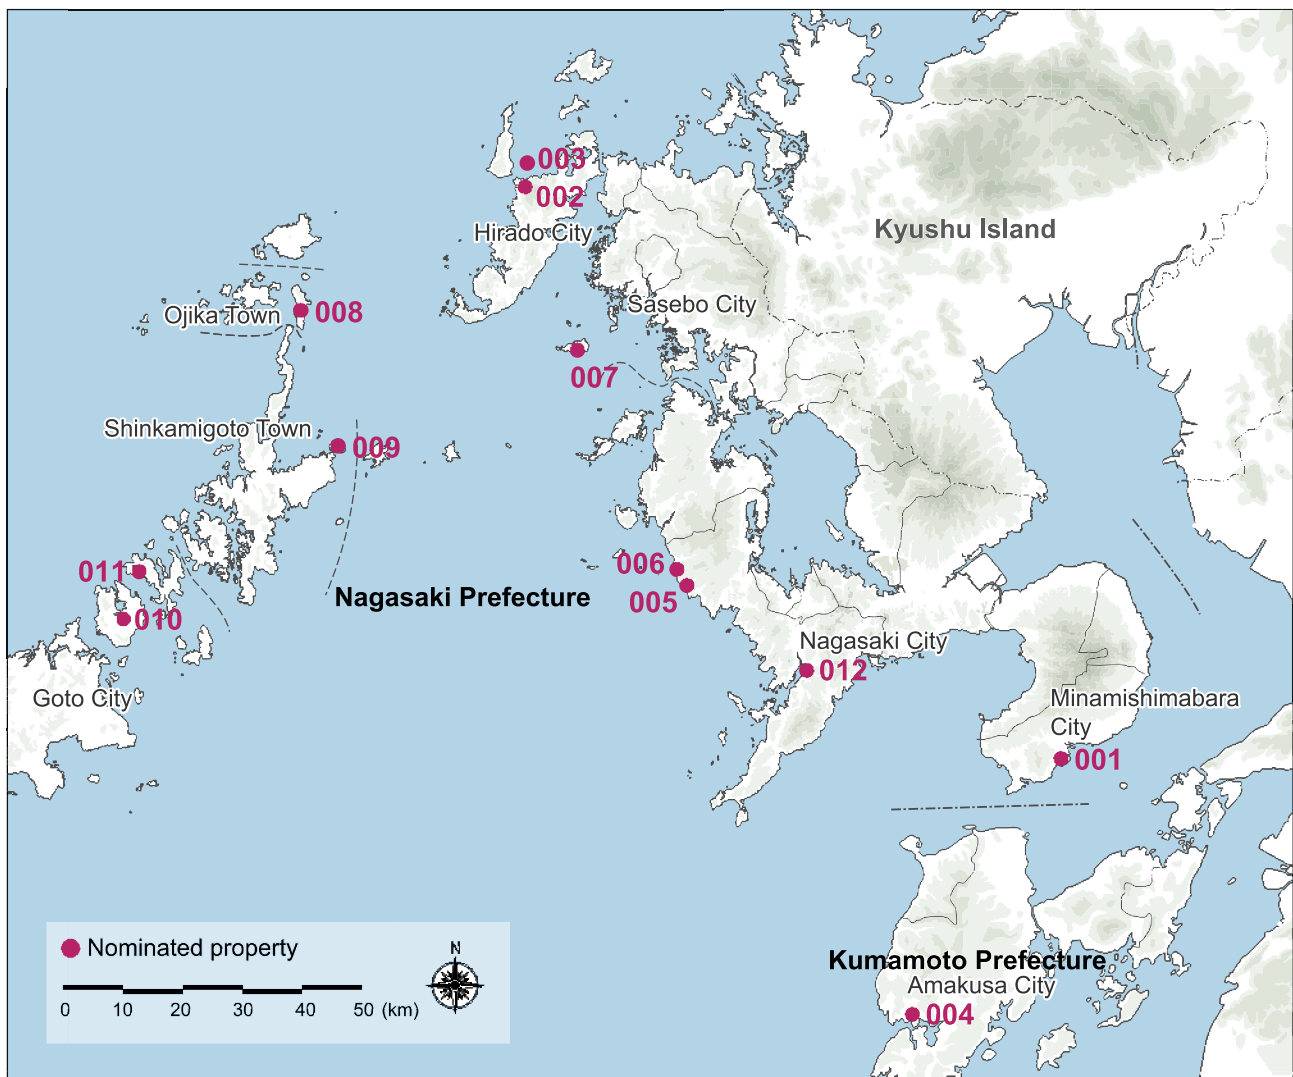 003
002
Kyushu Island
Hirado City
Sasebo City
Ojika Town
008
007
Shinkamigoto Town
009
006
011
Nagasaki Prefecture
005
010
Nagasaki City
012
Goto City
Minamishimabara
City
001
Nominated property
N
Kumamoto Prefecture
Amakusa City
0 10 20 30 40 50 (km)
004